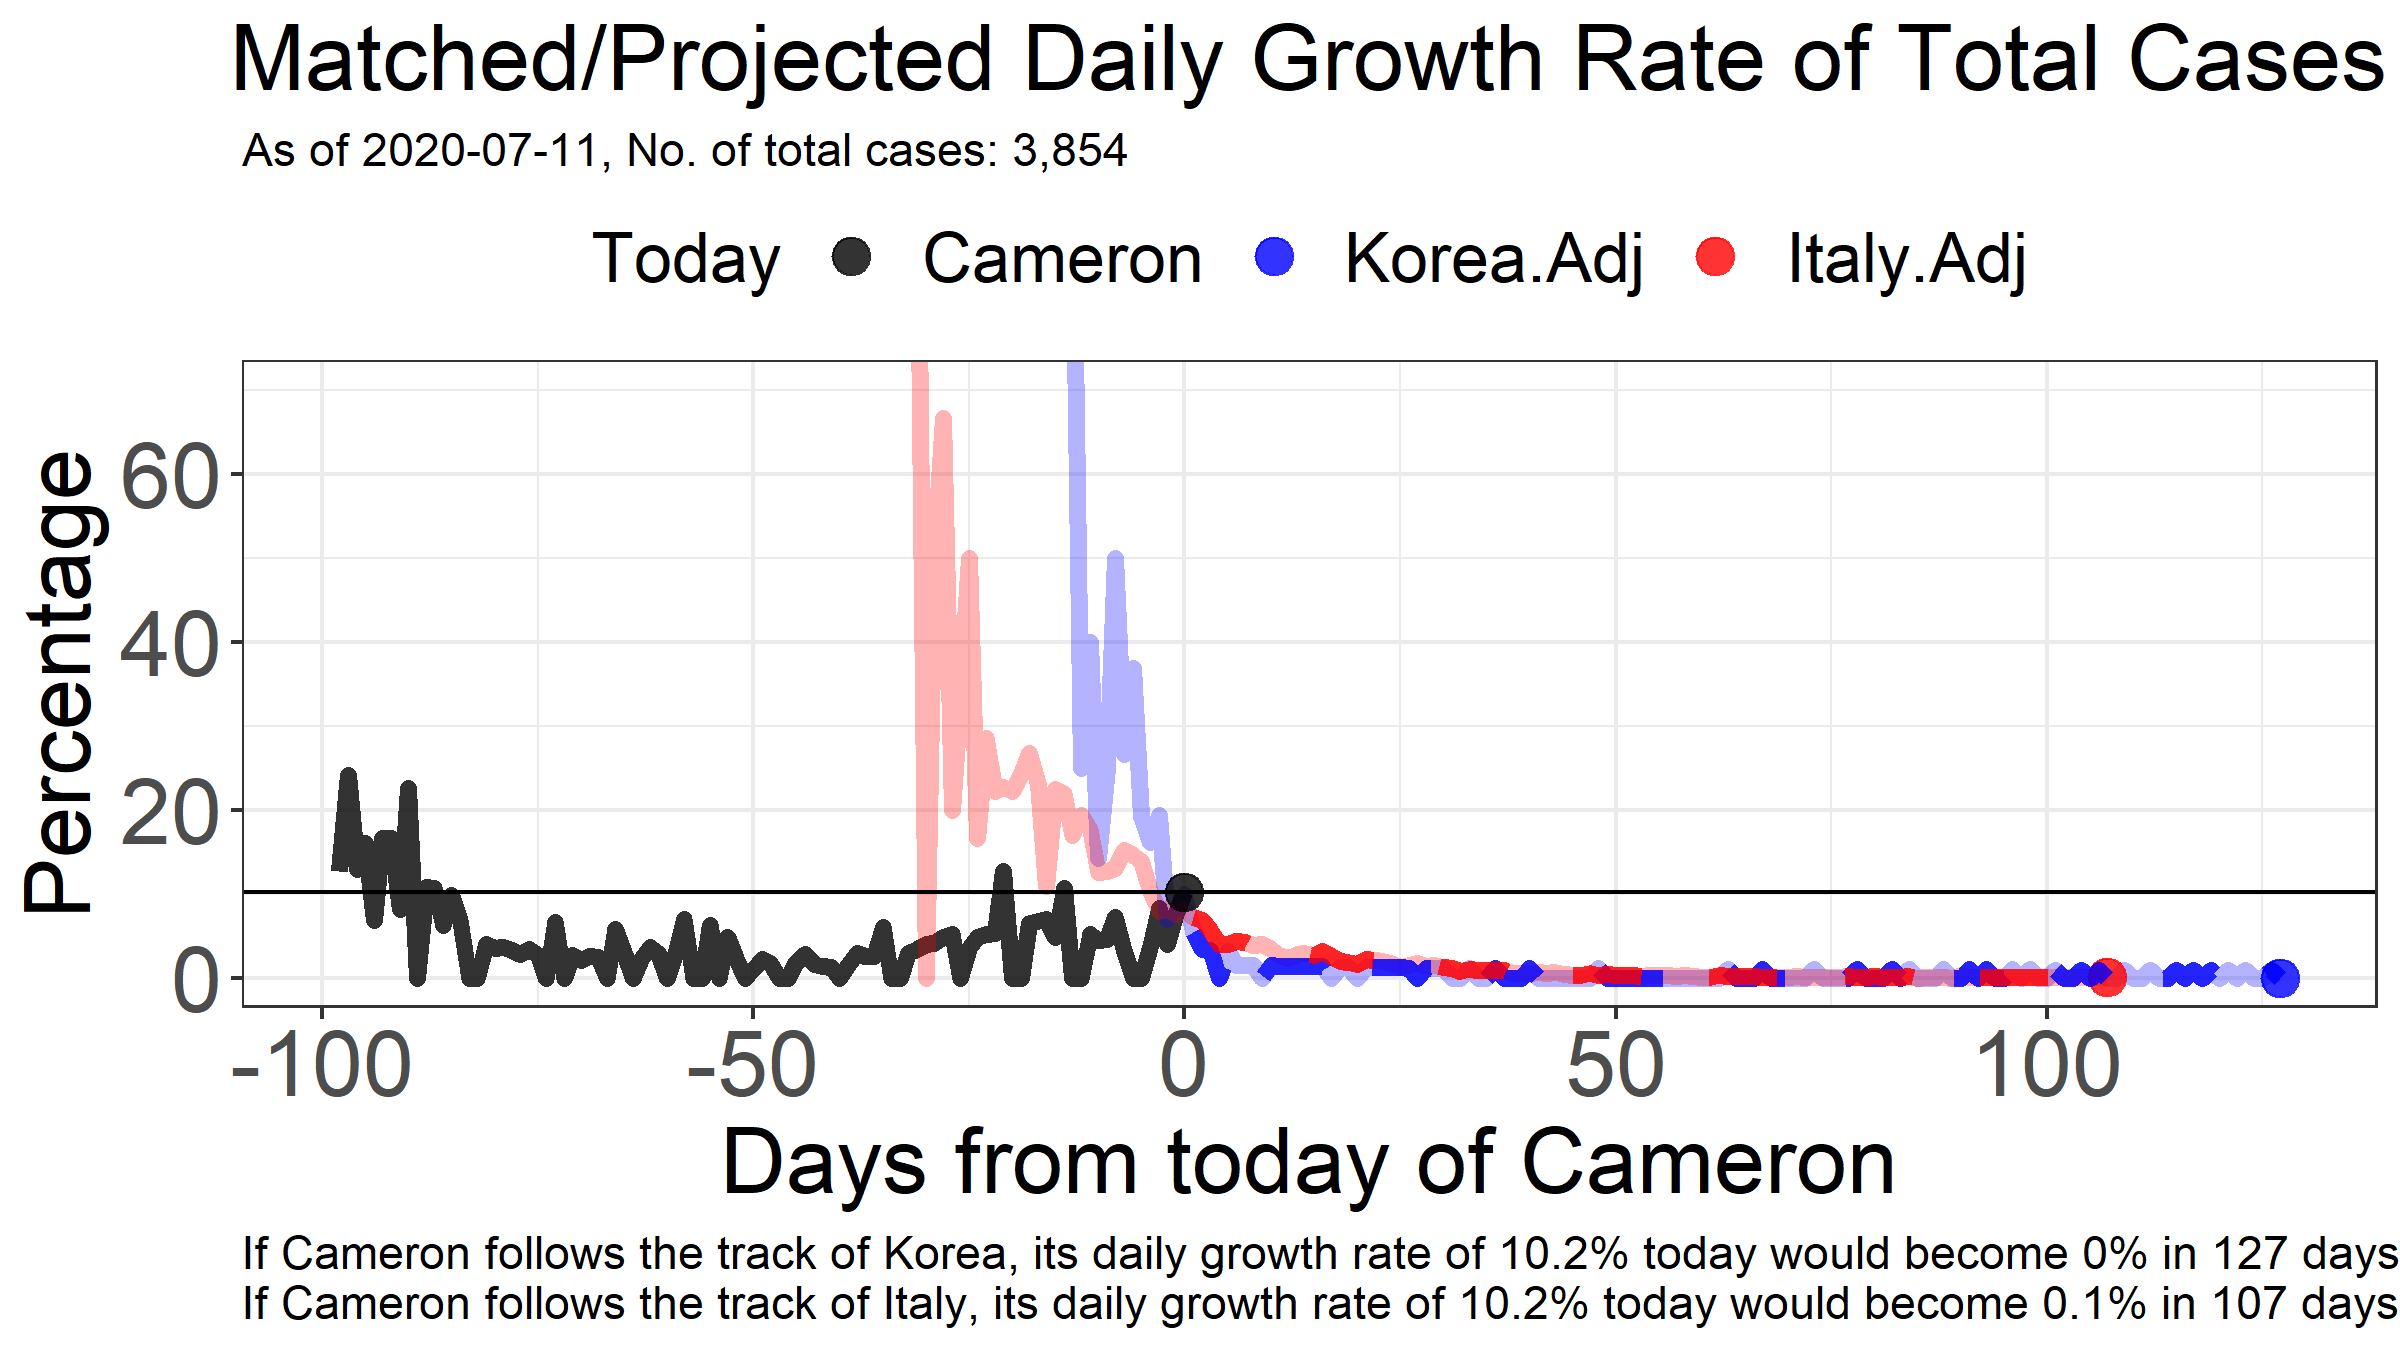 Matched/Projected Daily Growth Rate of Total Cases
As of 2020-07-11, No. of total cases: 3,854
Today Cameron Korea.Adj Italy.Adj
Percentage
60
40
20
0
-100 -50 0 50 100
Days from today of Cameron
If Cameron follows the track of Korea, its daily growth rate of 10.2% today would become 0% in 127 days
If Cameron follows the track of Italy, its daily growth rate of 10.2% today would become 0.1% in 107 days